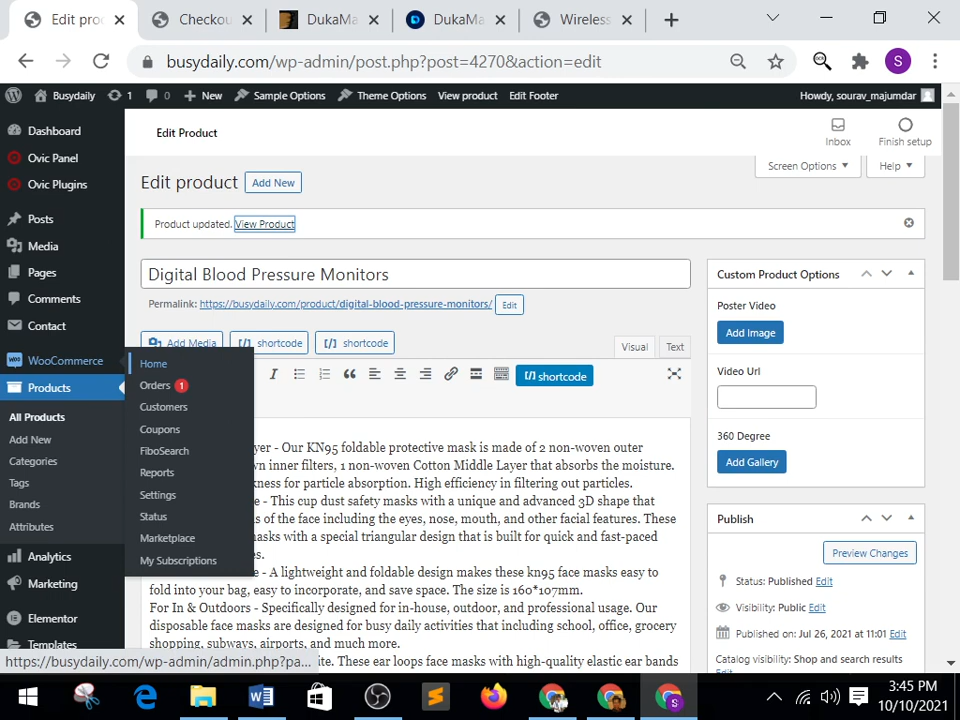 Edit pro
Checkou
DukaMa
DukaMa
Wireless
busydaily.com/wp-admin/post.php?post=4270&action=edit
S
Busydaily
1
0
New
Sample Options
Theme Options
View product
Edit Footer
Howdy, sourav_majumdar
Dashboard
Ovic Panel
Ovic Plugins
Posts
Media
Pages
Comments
Contact
WooCommerce
Products
All Products
Add New
Categories
Tags
Brands
Attributes
Analytics
Marketing
Elementor
Templates
Home
Orders 1
Customers
Coupons
FiboSearch
Reports
Settings
Status
Marketplace
My Subscriptions
Edit Product
Inbox
Finish setup
Screen Options
Help
Edit product
Add New
Product updated. View Product
Digital Blood Pressure Monitors
Permalink: https://busydaily.com/product/digital-blood-pressure-monitors/ Edit
Add Media
[/] shortcode
[/] shortcode
Visual
Text
[/] shortcode
yer - Our KN95 foldable protective mask is made of 2 non-woven outer
wn inner filters, 1 non-woven Cotton Middle Layer that absorbs the moisture.
kness for particle absorption. High efficiency in filtering out particles.
e - This cup dust safety masks with a unique and advanced 3D shape that
s of the face including the eyes, nose, mouth, and other facial features. These
masks with a special triangular design that is built for quick and fast-paced
es.
e - A lightweight and foldable design makes these kn95 face masks easy to
fold into your bag, easy to incorporate, and save space. The size is 160*107mm.
For In & Outdoors - Specifically designed for in-house, outdoor, and professional usage. Our
disposable face masks are designed for busy daily activities that including school, office, grocery
shopping, subways, airports, and much more.
ite. These ear loops face masks with high-quality elastic ear bands
Custom Product Options
Poster Video
Add Image
Video Url
360 Degree
Add Gallery
Publish
Preview Changes
Status: Published Edit
Visibility: Public Edit
Published on: Jul 26, 2021 at 11:01 Edit
Catalog visibility: Shop and search results
https://busydaily.com/wp-admin/admin.php?pa...
3:45 PM
10/10/2021